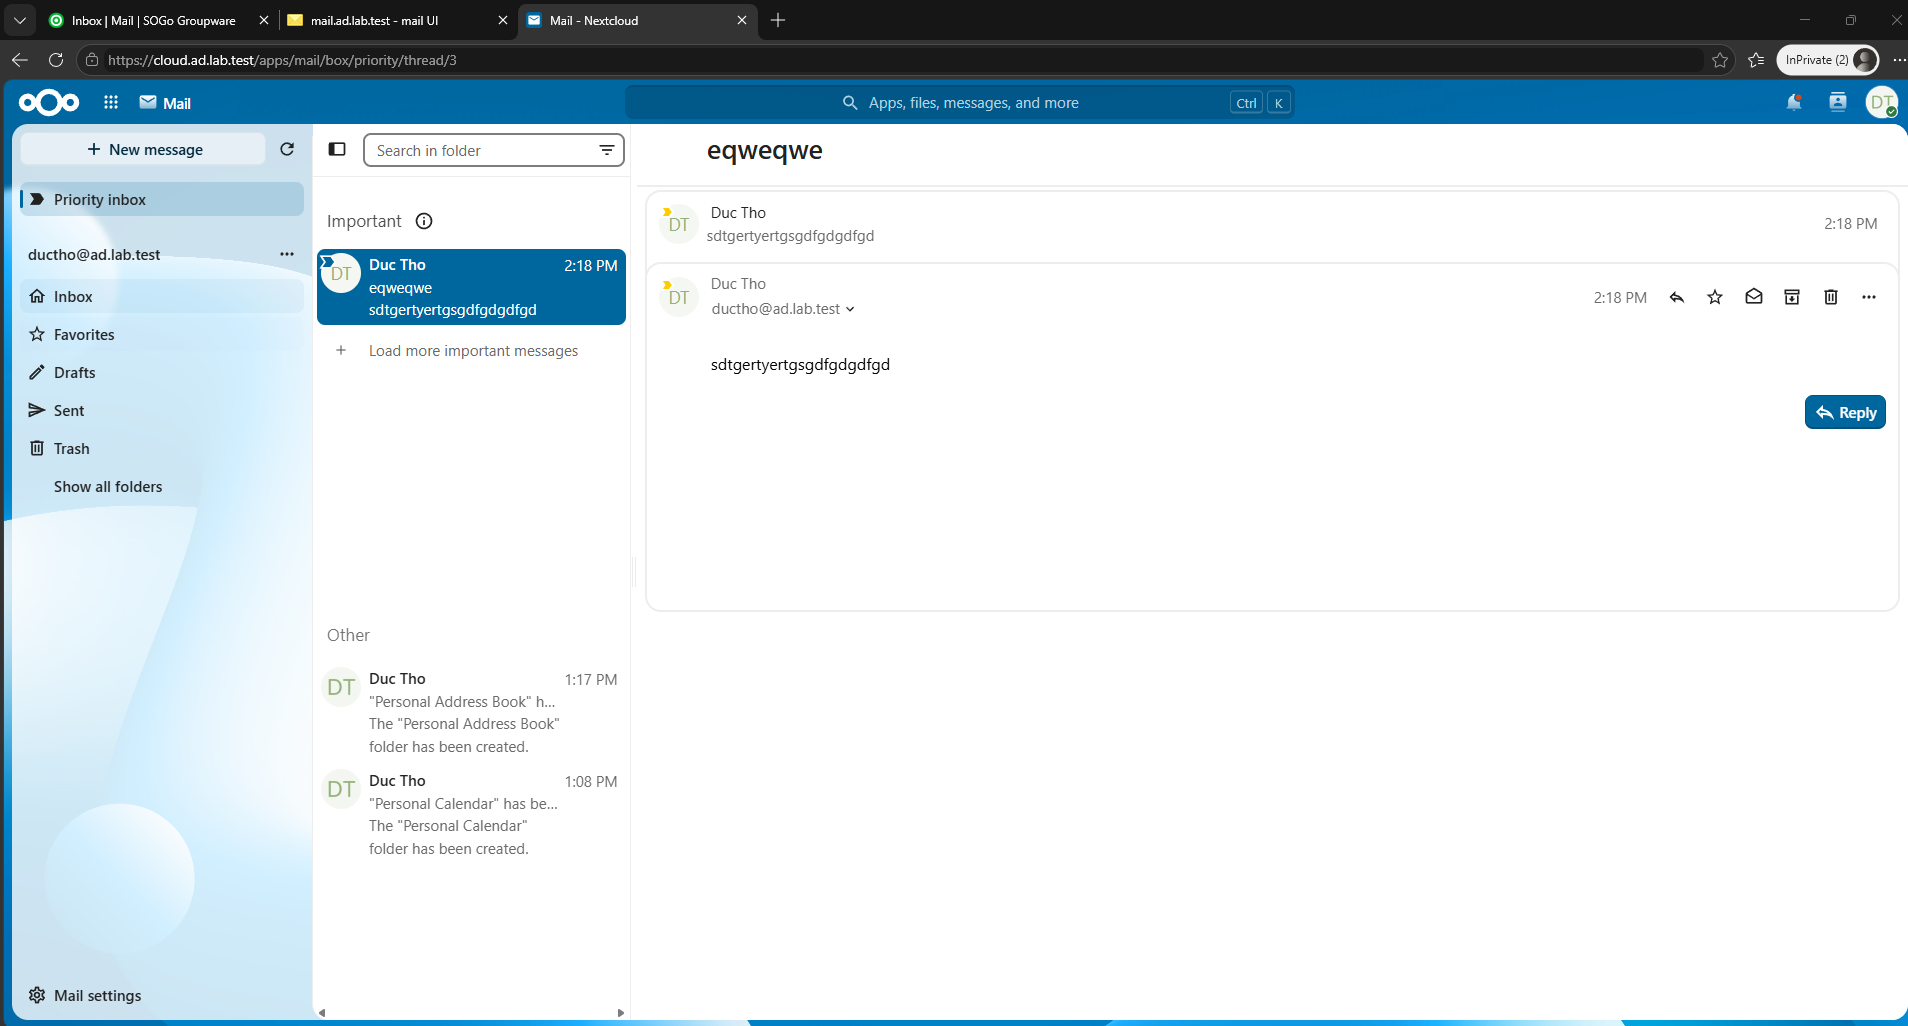 Inbox | Mail | SOGo Groupware
mail.ad.lab.test - mail UI
Mail - Nextcloud
https://cloud.ad.lab.test/apps/mail/box/priority/thread/3
InPrivate (2)
Mail
Apps, files, messages, and more
Ctrl K
DT
New message
Priority inbox
ductho@ad.lab.test
Inbox
Favorites
Drafts
Sent
Trash
Show all folders
Mail settings
Search in folder
Important
DT
Duc Tho 2:18 PM
eqweqwe
sdtgertyertgsgdfgdgdfgd
+ Load more important messages
Other
DT
Duc Tho 1:17 PM
"Personal Address Book" h...
The "Personal Address Book"
folder has been created.
DT
Duc Tho 1:08 PM
"Personal Calendar" has be...
The "Personal Calendar"
folder has been created.
eqweqwe
DT
Duc Tho
sdtgertyertgsgdfgdgdfgd
2:18 PM
DT
Duc Tho
ductho@ad.lab.test
2:18 PM
sdtgertyertgsgdfgdgdfgd
Reply